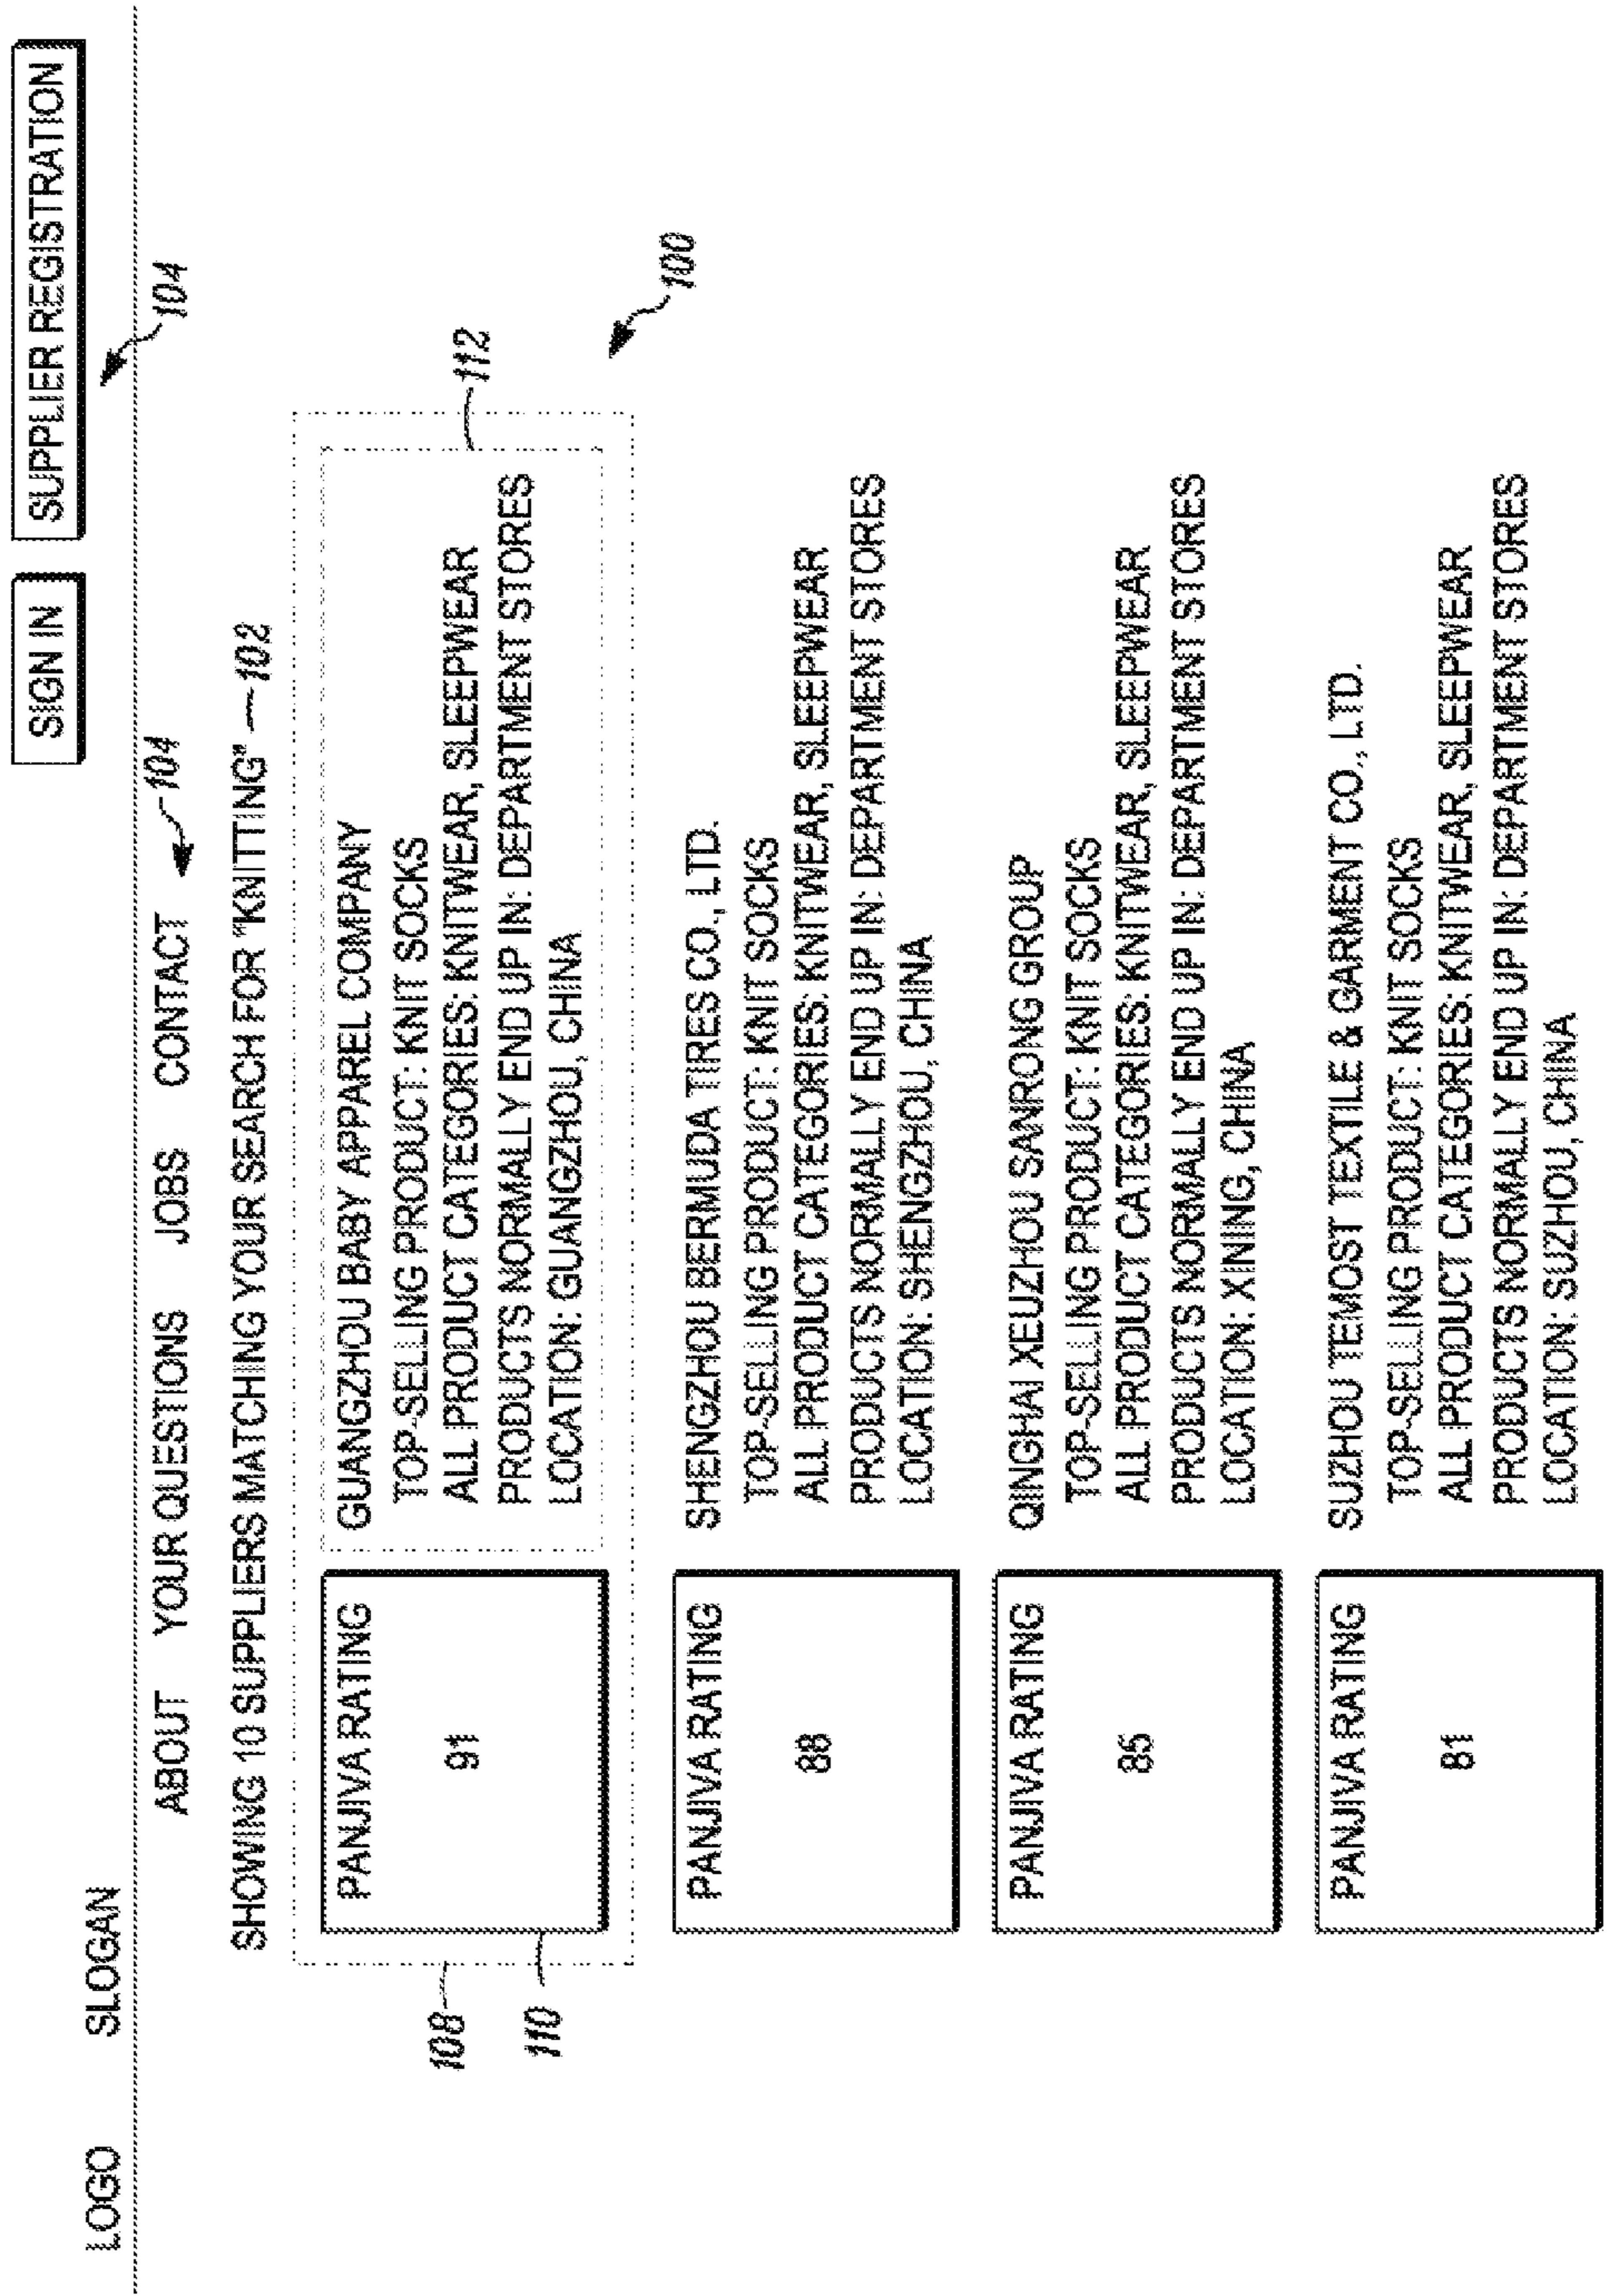 SIGN IN SUPPLIER REGISTRATION
LOGO SLOGAN
104
ABOUT YOUR QUESTIONS JOBS CONTACT 104
SHOWING 10 SUPPLIERS MATCHING YOUR SEARCH FOR "KNITTING" 102
108
110
PANJIVA RATING
91
GUANGZHOU BABY APPAREL COMPANY
TOP-SELLING PRODUCT: KNIT SOCKS
ALL PRODUCT CATEGORIES: KNITWEAR, SLEEPWEAR
PRODUCTS NORMALLY END UP IN: DEPARTMENT STORES
LOCATION: GUANGZHOU, CHINA
112
100
PANJIVA RATING
88
SHENGZHOU BERMUDA TIRES CO., LTD.
TOP-SELLING PRODUCT: KNIT SOCKS
ALL PRODUCT CATEGORIES: KNITWEAR, SLEEPWEAR
PRODUCTS NORMALLY END UP IN: DEPARTMENT STORES
LOCATION: SHENGZHOU, CHINA
PANJIVA RATING
85
QINGHAI XEUZHOU SANRONG GROUP
TOP-SELLING PRODUCT: KNIT SOCKS
ALL PRODUCT CATEGORIES: KNITWEAR, SLEEPWEAR
PRODUCTS NORMALLY END UP IN: DEPARTMENT STORES
LOCATION: XINING, CHINA
PANJIVA RATING
81
SUZHOU TEMOST TEXTILE & GARMENT CO., LTD.
TOP-SELLING PRODUCT: KNIT SOCKS
ALL PRODUCT CATEGORIES: KNITWEAR, SLEEPWEAR
PRODUCTS NORMALLY END UP IN: DEPARTMENT STORES
LOCATION: SUZHOU, CHINA